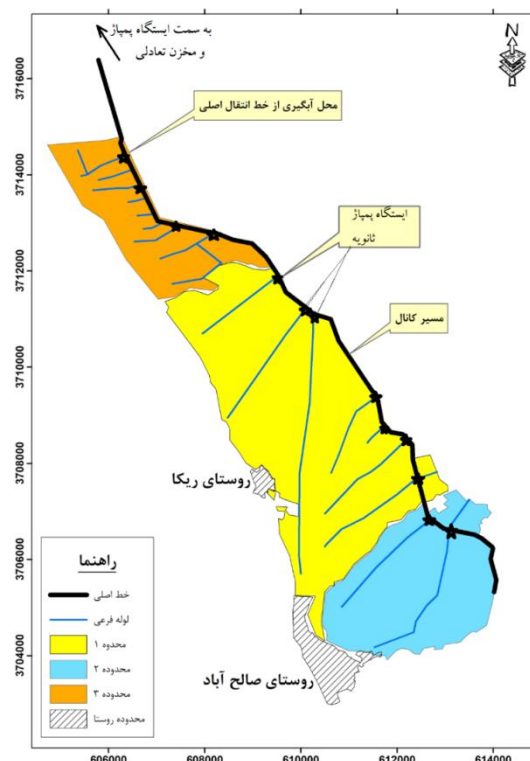 به سمت ایستگاه پمپاژ
و مخزن تعادلی
N
محل آبگیری از خط انتقال اصلی
ایستگاه پمپاژ
ثانویه
مسیر کانال
روستای ریکا
روستای صالح آباد
راهنما
خط اصلی
لوله فرعی
محدوده ۱
محدوده ۲
محدوده ۳
محدوده روستا
3716000
3714000
3712000
3710000
3708000
3706000
3704000
606000 608000 610000 612000 614000